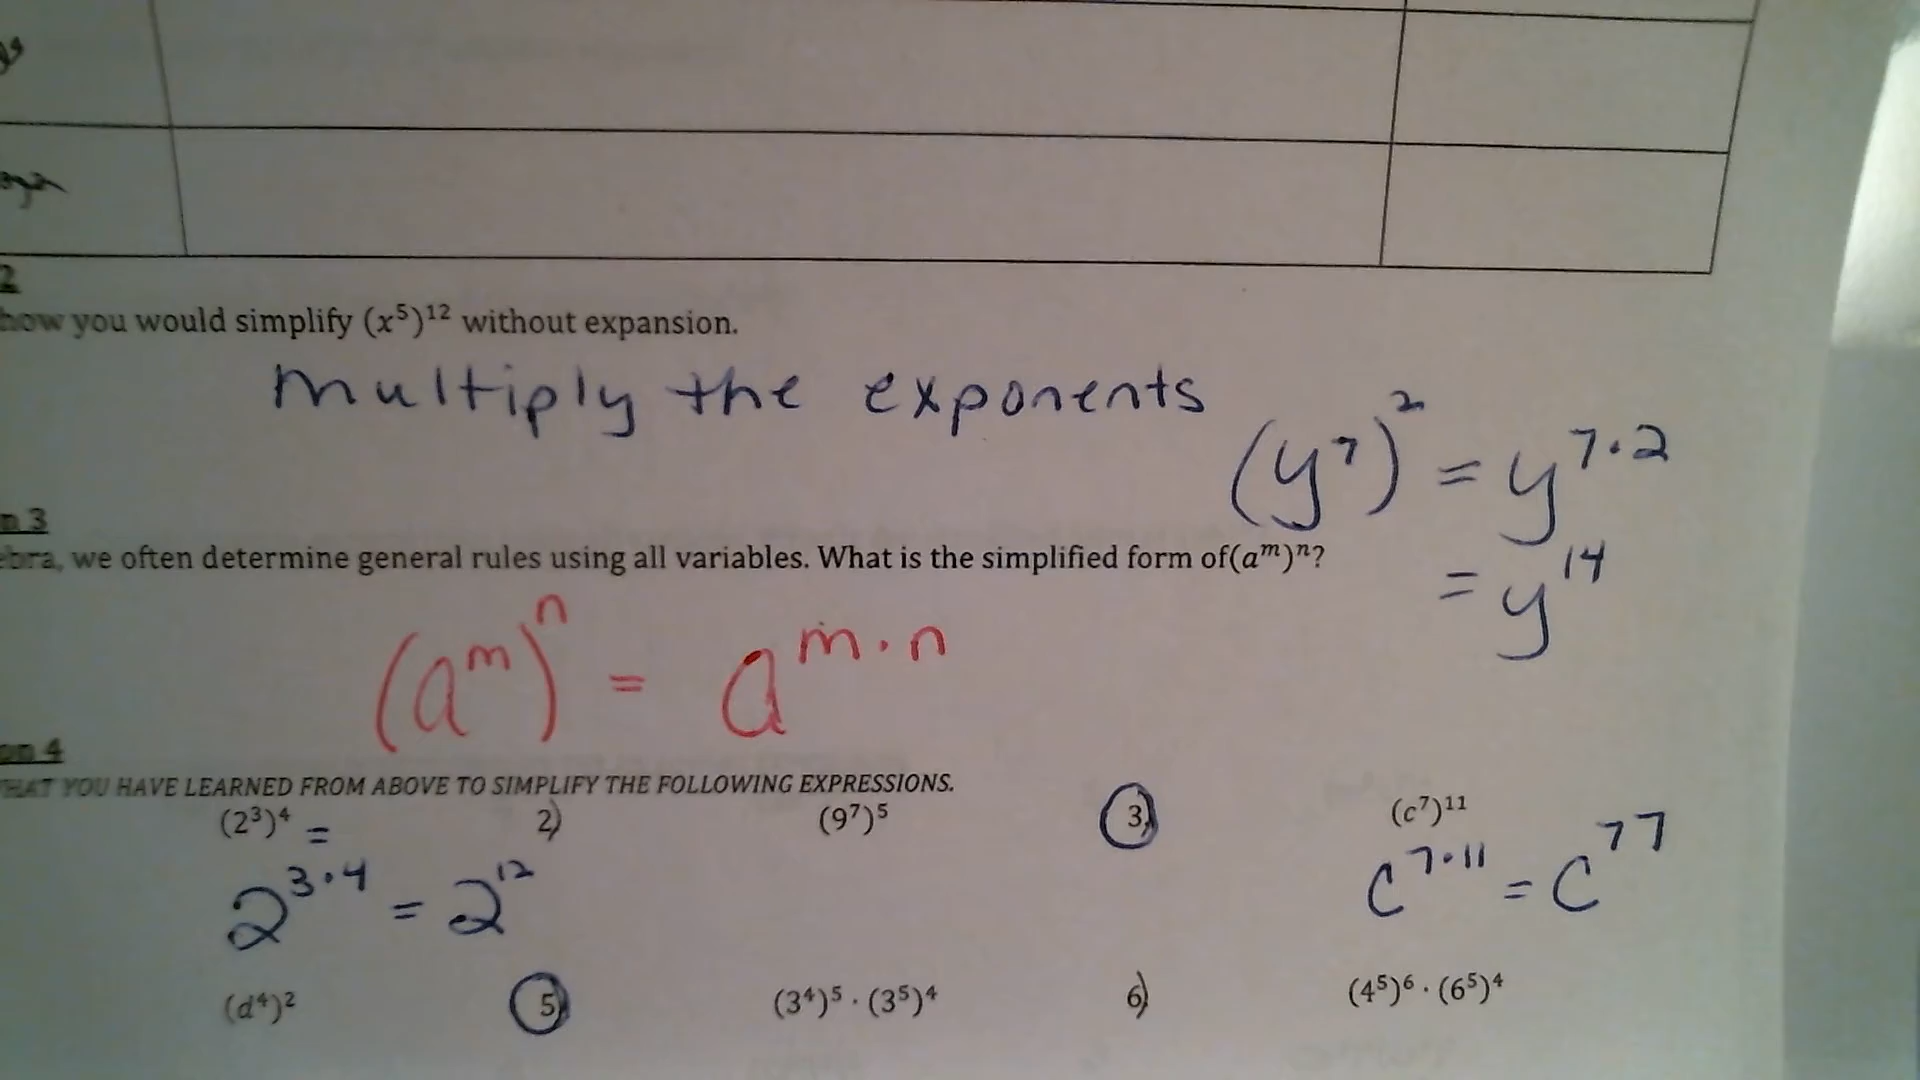 2
how you would simplify (x⁵)¹² without expansion.
multiply the exponents
(y⁷)² = y⁷·²
= y¹⁴
n 3
ebra, we often determine general rules using all variables. What is the simplified form of(aᵐ)ⁿ?
(aᵐ)ⁿ = aᵐ·ⁿ
on 4
HAT YOU HAVE LEARNED FROM ABOVE TO SIMPLIFY THE FOLLOWING EXPRESSIONS.
(2³)⁴ = 2) (9⁷)⁵ 3) (c⁷)¹¹
2³·⁴ = 2¹² c⁷·¹¹ = c⁷⁷
(d⁴)² 5) (3⁴)⁵ · (3⁵)⁴ 6) (4⁵)⁶ · (6⁵)⁴